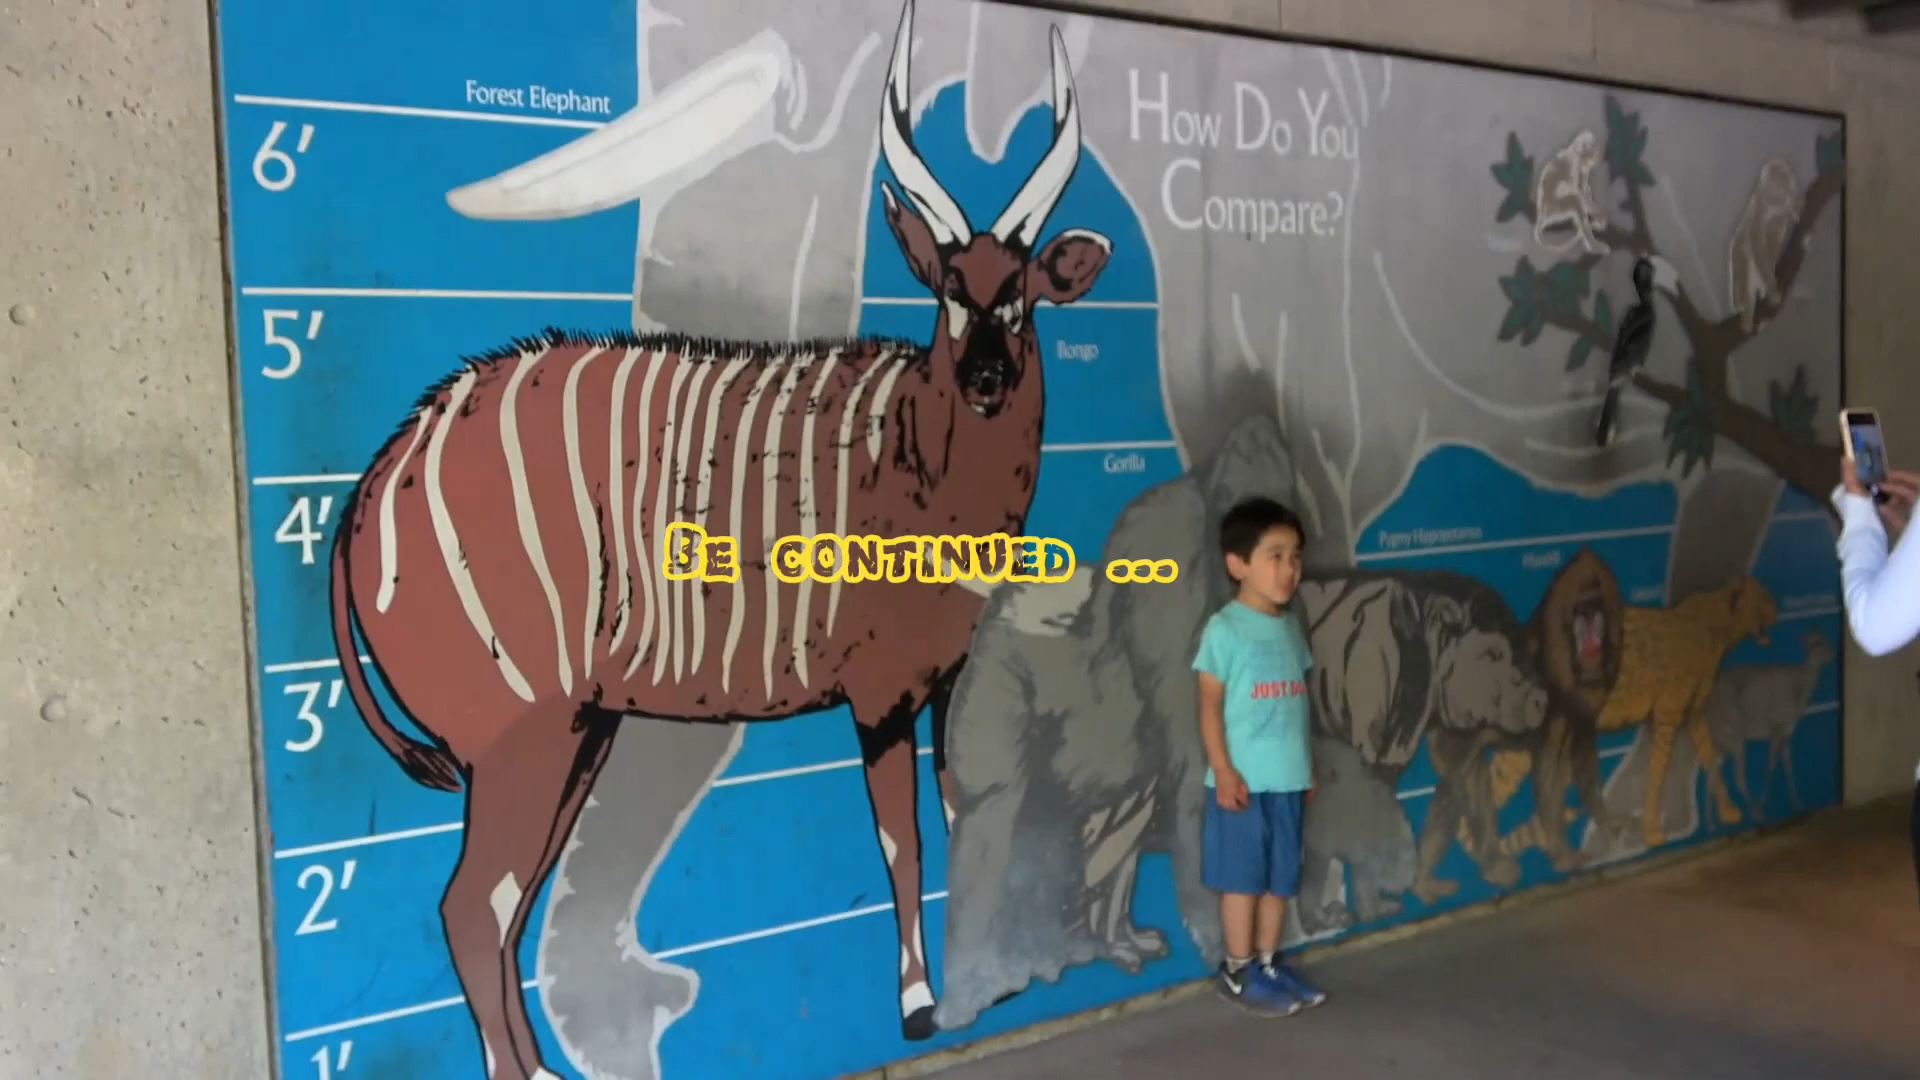 Forest Elephant
6'
How Do You
Compare?
5'
Bongo
Gorilla
4'
Pygmy Hippopotamus
Be continued ...
3'
JUST DO
2'
1'